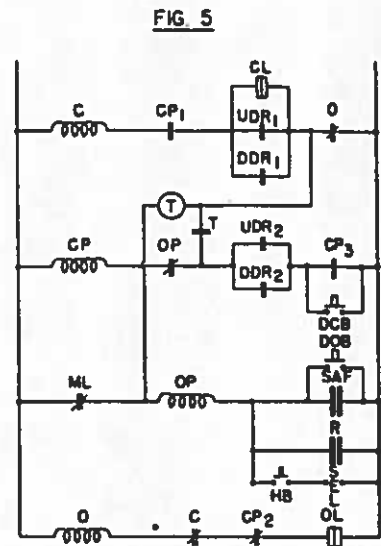 FIG. 5
CL
C CP1 UDR1 O
DDR1
T
T
UDR2
CP OP CP3
DDR2
DCB
DOB
ML OP SAF
R
S
HB E
L
O C CP2 OL